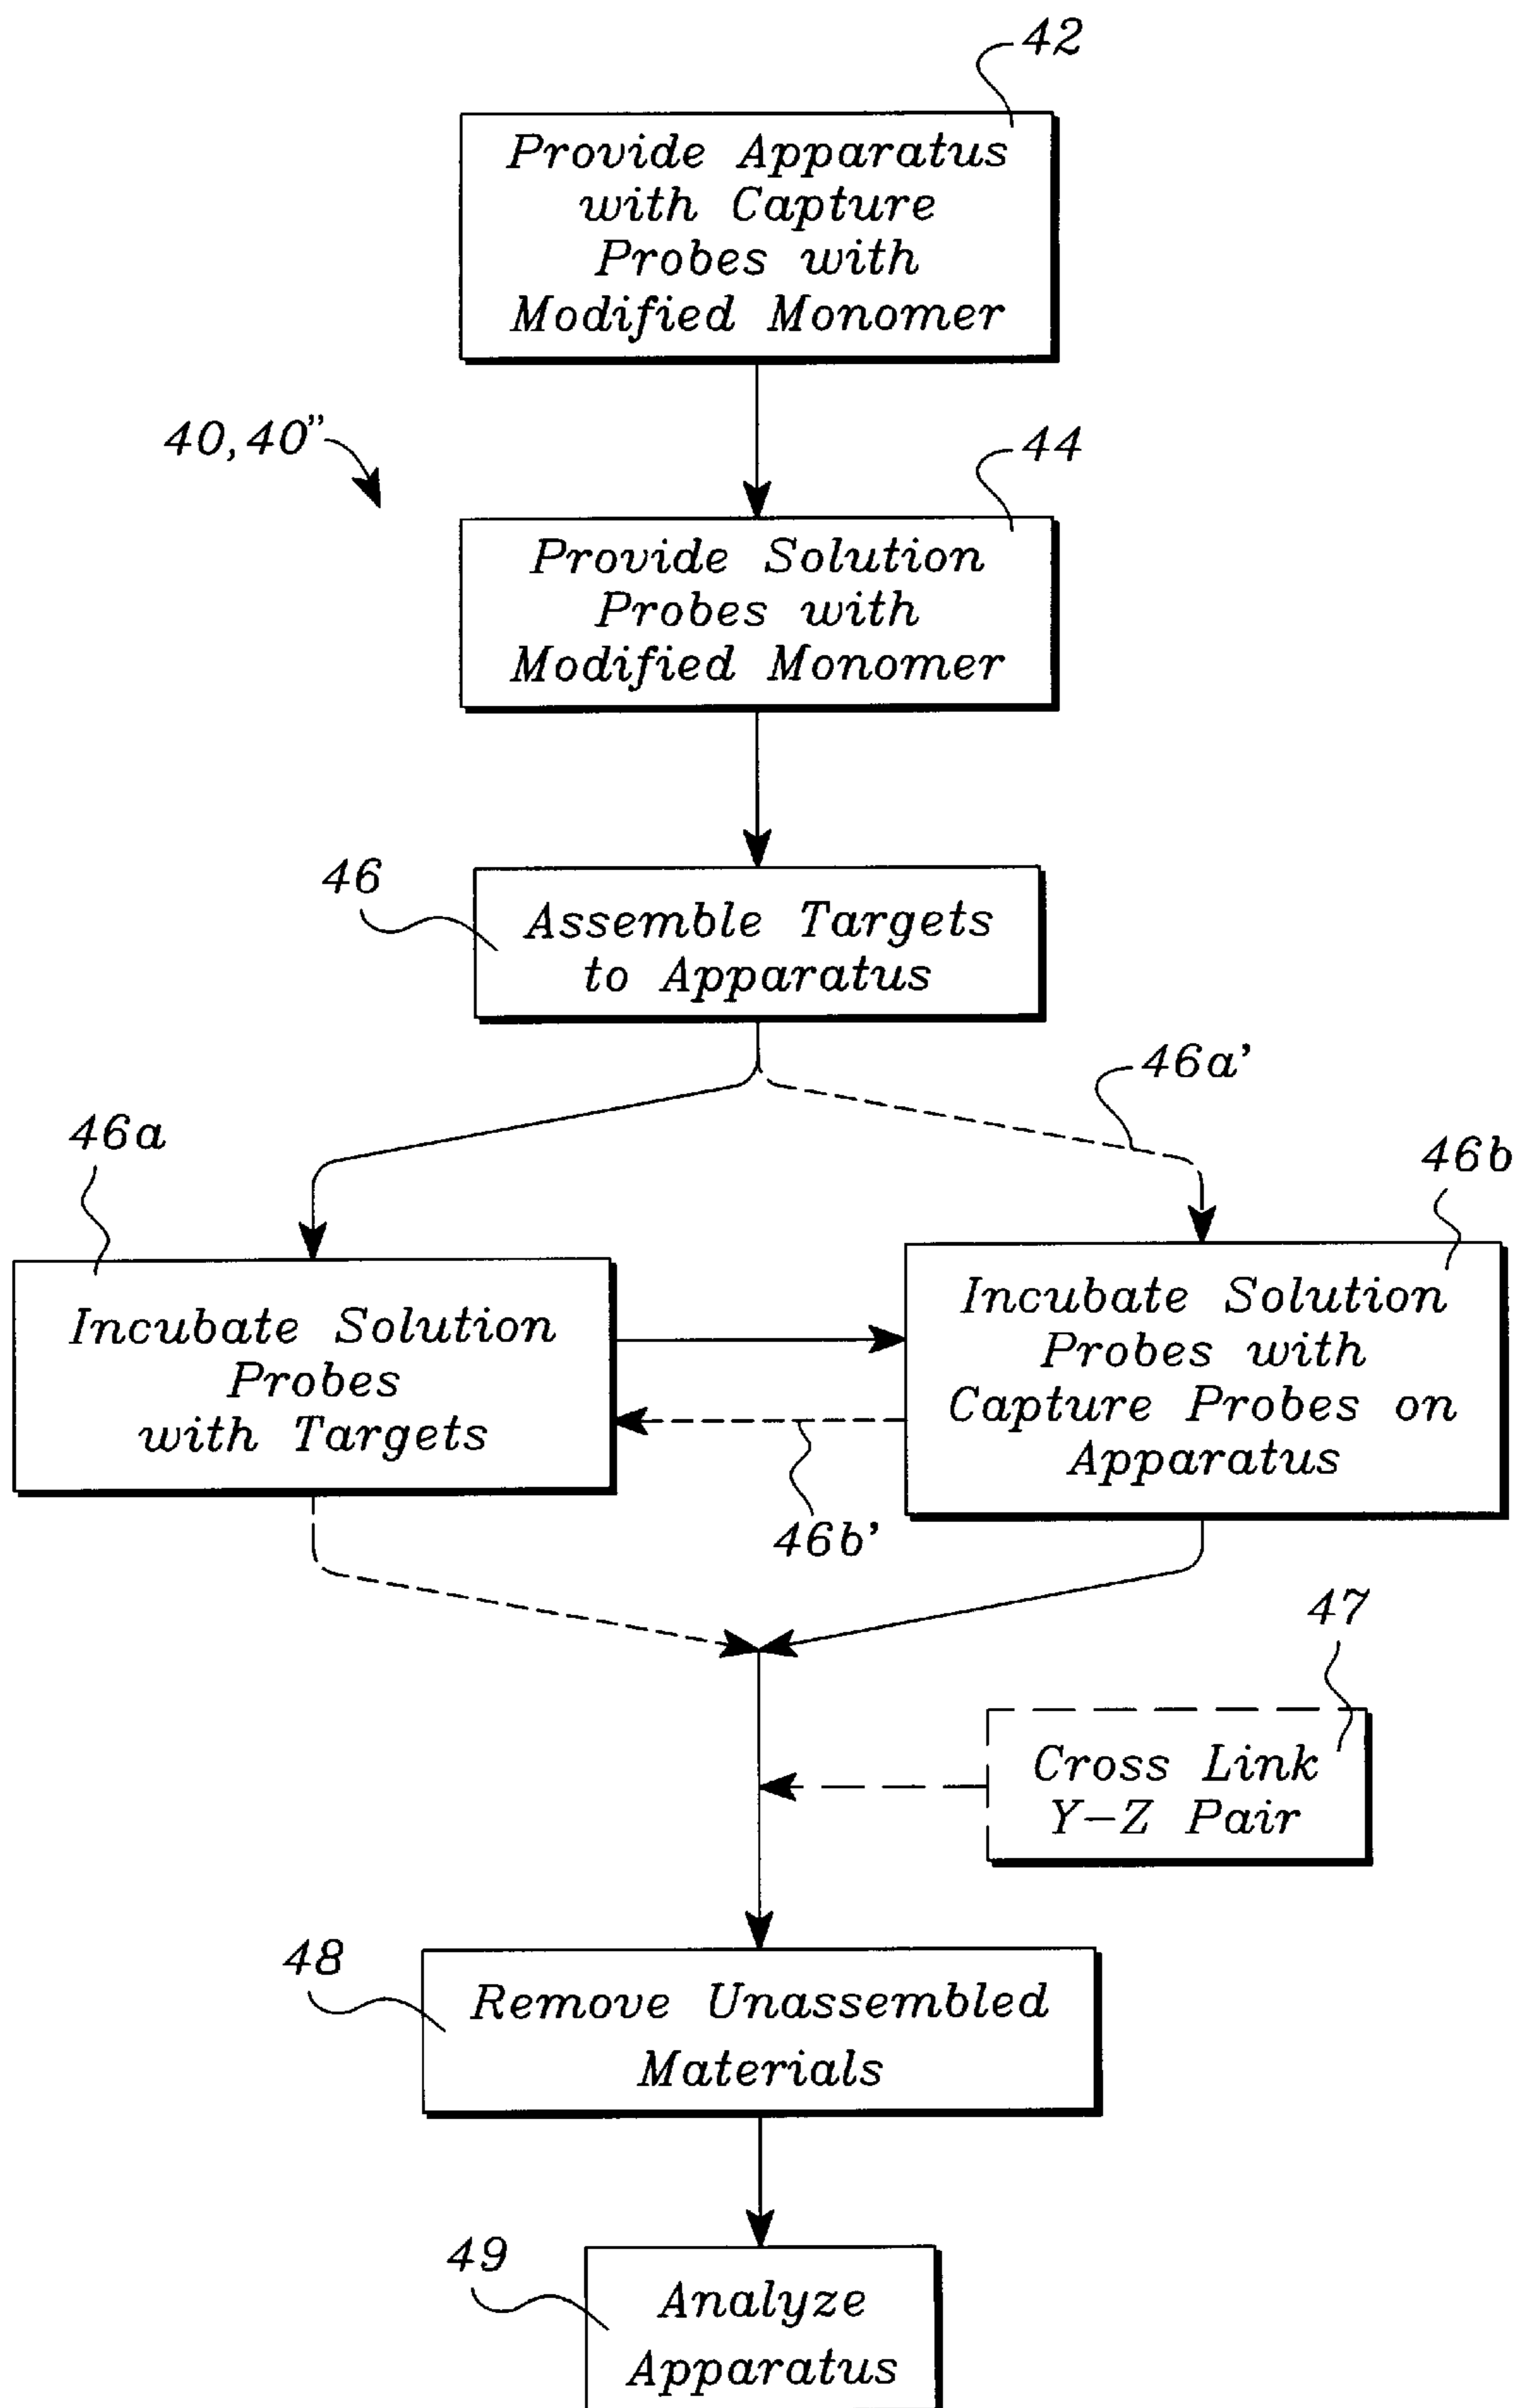 42
Provide Apparatus
with Capture
Probes with
Modified Monomer
40,40”
44
Provide Solution
Probes with
Modified Monomer
46
Assemble Targets
to Apparatus
46a’
46a
46b
Incubate Solution
Probes
with Targets
Incubate Solution
Probes with
Capture Probes on
Apparatus
46b’
47
Cross Link
Y-Z Pair
48
Remove Unassembled
Materials
49
Analyze
Apparatus